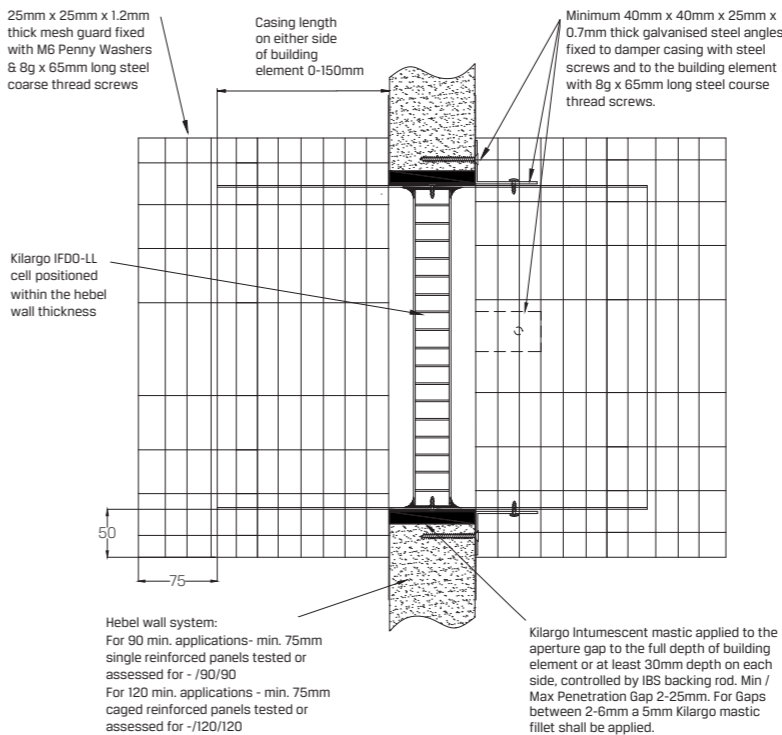 25mm x 25mm x 1.2mm
thick mesh guard fixed
with M6 Penny Washers
& 8g x 65mm long steel
coarse thread screws
Casing length
on either side
of building
element 0-150mm
Minimum 40mm x 40mm x 25mm x
0.7mm thick galvanised steel angles
fixed to damper casing with steel
screws and to the building element
with 8g x 65mm long steel course
thread screws.
Kilargo IFD0-LL
cell positioned
within the hebel
wall thickness
50
75
Hebel wall system:
For 90 min. applications- min. 75mm
single reinforced panels tested or
assessed for - /90/90
For 120 min. applications - min. 75mm
caged reinforced panels tested or
assessed for -/120/120
Kilargo Intumescent mastic applied to the
aperture gap to the full depth of building
element or at least 30mm depth on each
side, controlled by IBS backing rod. Min /
Max Penetration Gap 2-25mm. For Gaps
between 2-6mm a 5mm Kilargo mastic
fillet shall be applied.